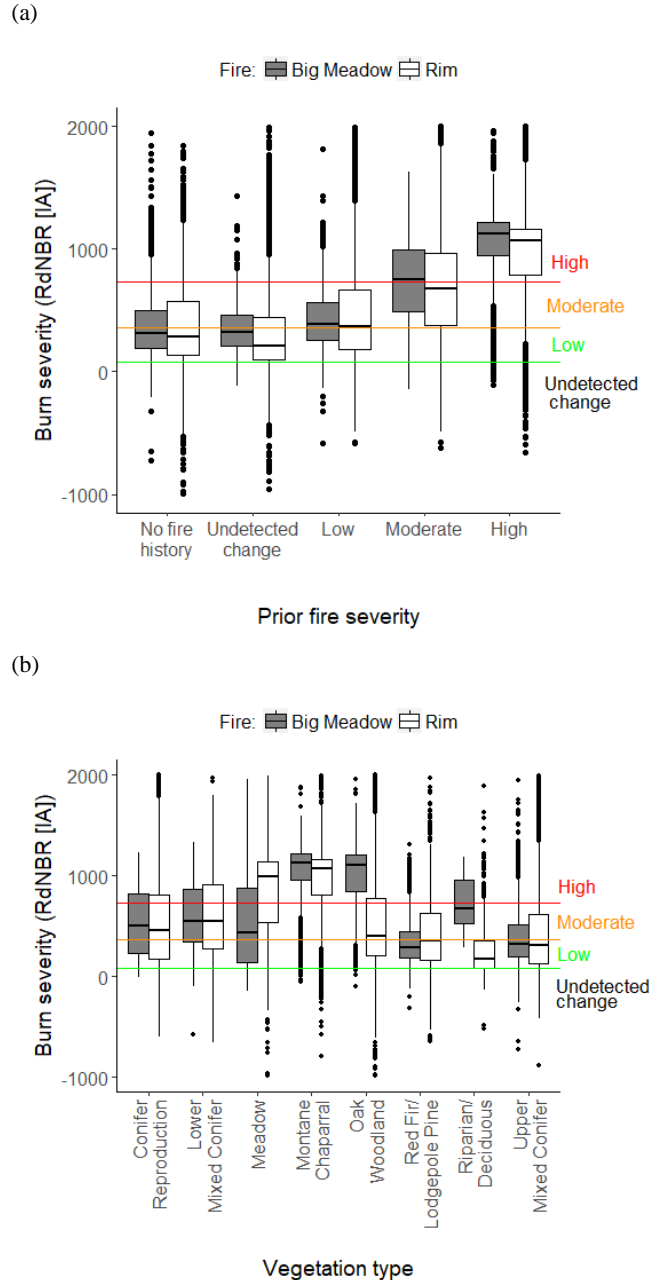 (a)
Fire: Big Meadow Rim
Burn severity (RdNBR [IA])
2000
1000
0
-1000
High
Moderate
Low
Undetected
change
No fire
history
Undetected
change
Low
Moderate
High
Prior fire severity
(b)
Fire: Big Meadow Rim
Burn severity (RdNBR [IA])
2000
1000
0
-1000
High
Moderate
Low
Undetected
change
Conifer
Reproduction
Lower
Mixed Conifer
Meadow
Montane
Chaparral
Oak
Woodland
Red Fir/
Lodgepole Pine
Riparian/
Deciduous
Upper
Mixed Conifer
Vegetation type